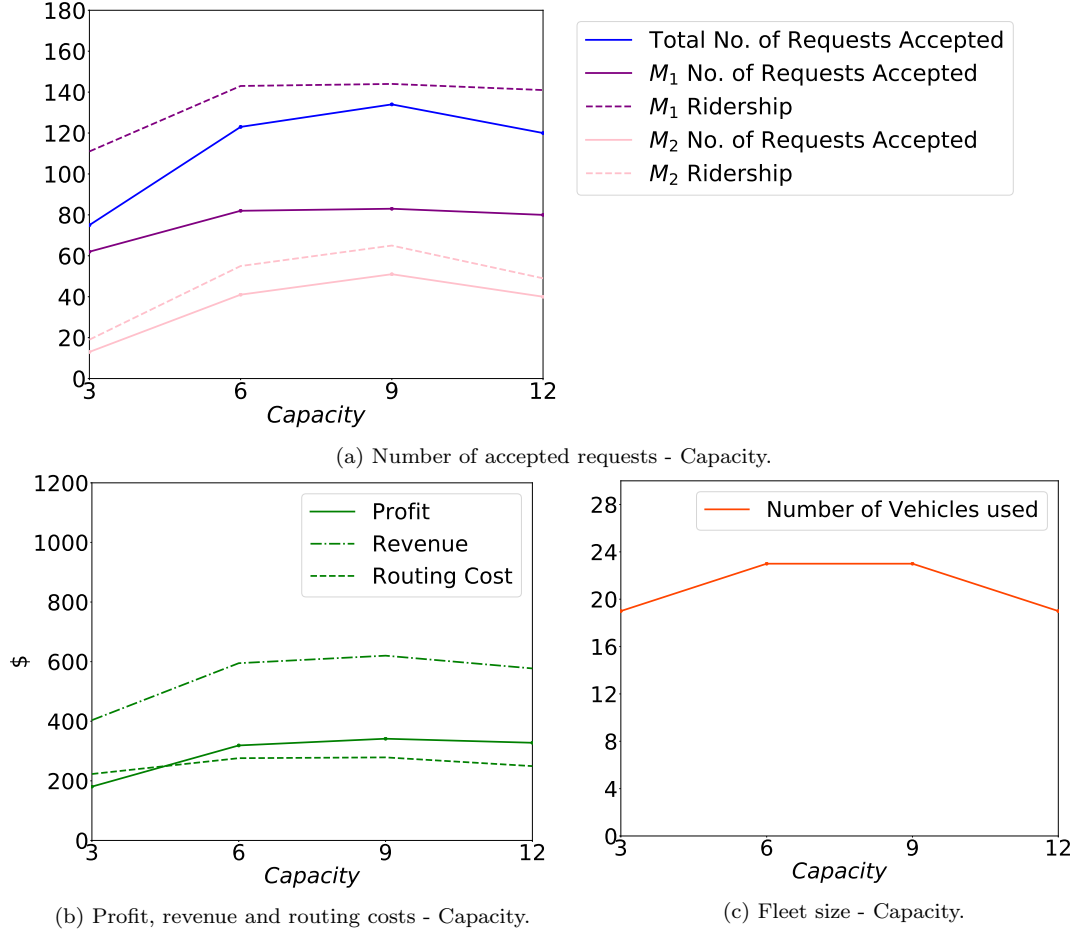 180
160
140
120
100
80
60
40
20
0
3 6 9 12
Capacity
Total No. of Requests Accepted
M1 No. of Requests Accepted
M1 Ridership
M2 No. of Requests Accepted
M2 Ridership
(a) Number of accepted requests - Capacity.
1200
1000
800
600
400
200
0
$
3 6 9 12
Capacity
Profit
Revenue
Routing Cost
(b) Profit, revenue and routing costs - Capacity.
28
24
20
16
12
8
4
0
3 6 9 12
Capacity
Number of Vehicles used
(c) Fleet size - Capacity.